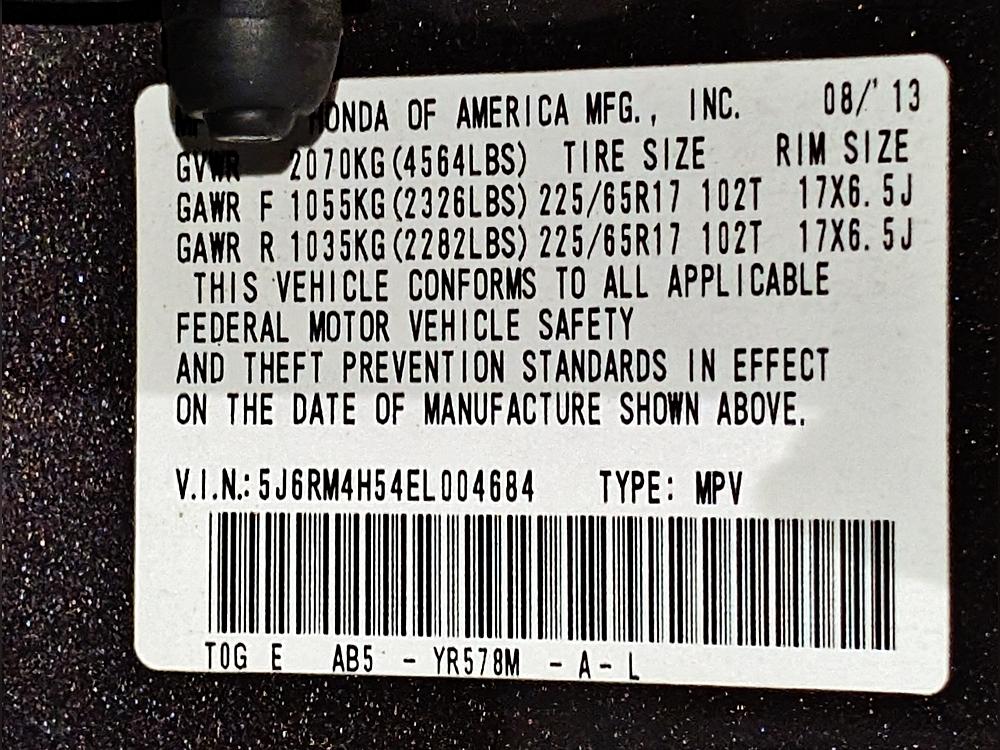 HONDA OF AMERICA MFG., INC. 08/'13
GVWR 2070KG(4564LBS) TIRE SIZE RIM SIZE
GAWR F 1055KG(2326LBS) 225/65R17 102T 17X6.5J
GAWR R 1035KG(2282LBS) 225/65R17 102T 17X6.5J
THIS VEHICLE CONFORMS TO ALL APPLICABLE
FEDERAL MOTOR VEHICLE SAFETY
AND THEFT PREVENTION STANDARDS IN EFFECT
ON THE DATE OF MANUFACTURE SHOWN ABOVE.
V.I.N.: 5J6RM4H54EL004684 TYPE: MPV
TOG E AB5 - YR578M - A - L